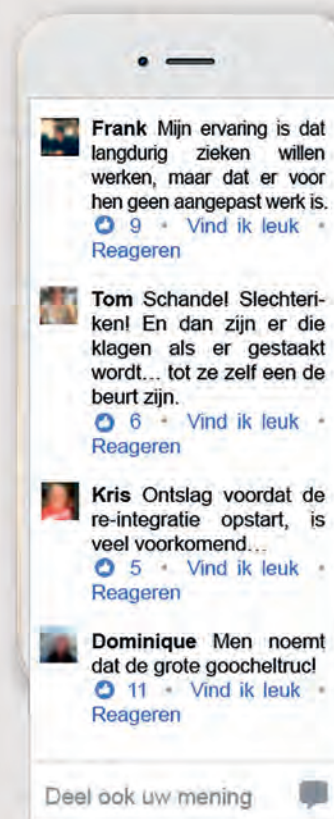 Frank Mijn ervaring is dat
langdurig zieken willen
werken, maar dat er voor
hen geen aangepast werk is.
9 • Vind ik leuk •
Reageren
Tom Schande! Slechteri-
ken! En dan zijn er die
klagen als er gestaakt
wordt... tot ze zelf een de
beurt zijn.
6 • Vind ik leuk •
Reageren
Kris Ontslag voordat de
re-integratie opstart, is
veel voorkomend...
5 • Vind ik leuk •
Reageren
Dominique Men noemt
dat de grote goocheltruc!
11 • Vind ik leuk •
Reageren
Deel ook uw mening